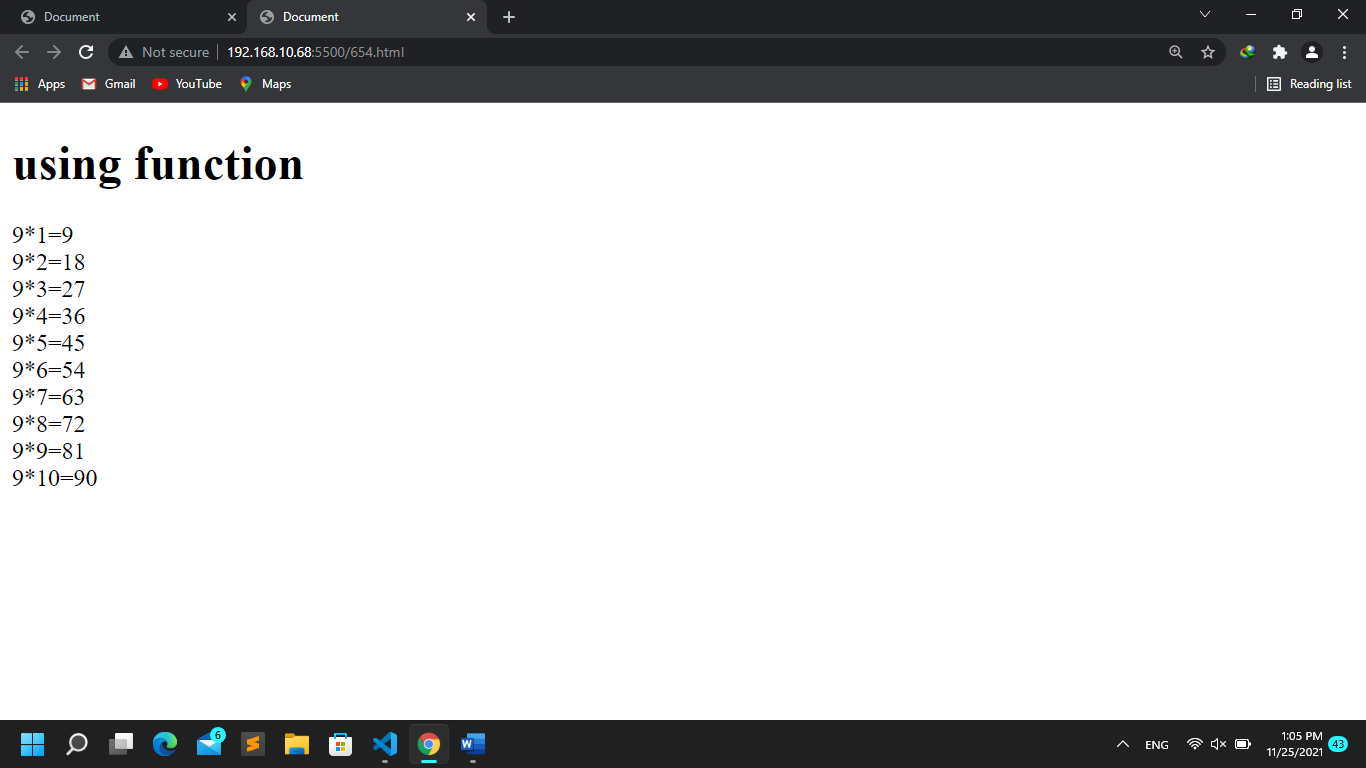 Document
Document
Not secure 192.168.10.68:5500/654.html
Apps Gmail YouTube Maps Reading list
using function
9*1=9
9*2=18
9*3=27
9*4=36
9*5=45
9*6=54
9*7=63
9*8=72
9*9=81
9*10=90
6
W
ENG
1:05 PM
11/25/2021
43